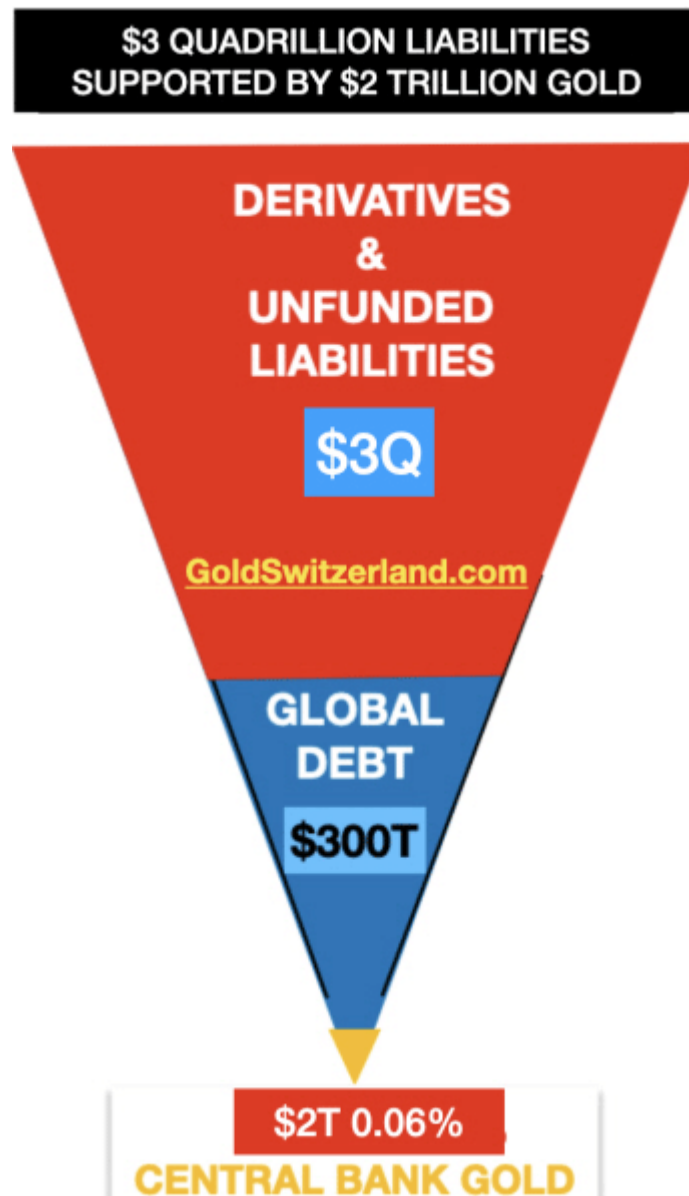 $3 QUADRILLION LIABILITIES
SUPPORTED BY $2 TRILLION GOLD
DERIVATIVES
&
UNFUNDED
LIABILITIES
$3Q
GoldSwitzerland.com
GLOBAL
DEBT
$300T
$2T 0.06%
CENTRAL BANK GOLD